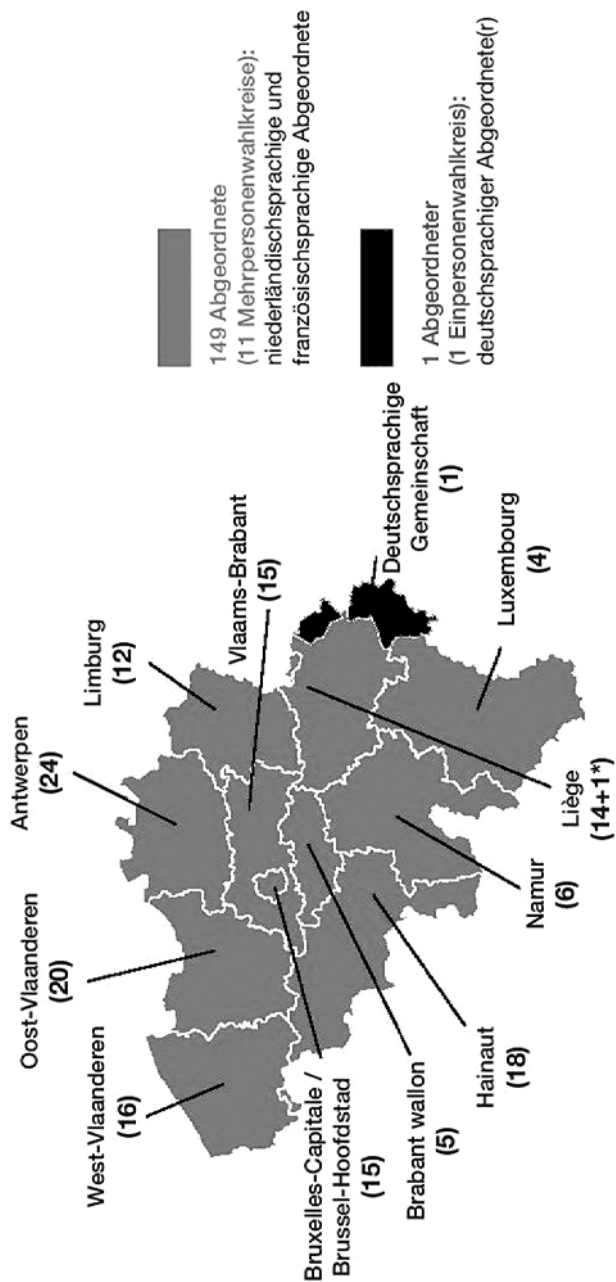 Antwerpen
(24)
Limburg
(12)
Oost-Vlaanderen
(20)
Vlaams-Brabant
(15)
West-Vlaanderen
(16)
Deutschsprachige
Gemeinschaft
(1)
Bruxelles-Capitale /
Brussel-Hoofdstad
(15)
Brabant wallon
(5)
Hainaut
(18)
Namur
(6)
Liège
(14+1*)
Luxembourg
(4)
149 Abgeordnete
(11 Mehrpersonenwahlkreise):
niederländischsprachige und
französischsprachige Abgeordnete
1 Abgeordneter
(1 Einpersonenwahlkreis):
deutschsprachiger Abgeordnete(r)